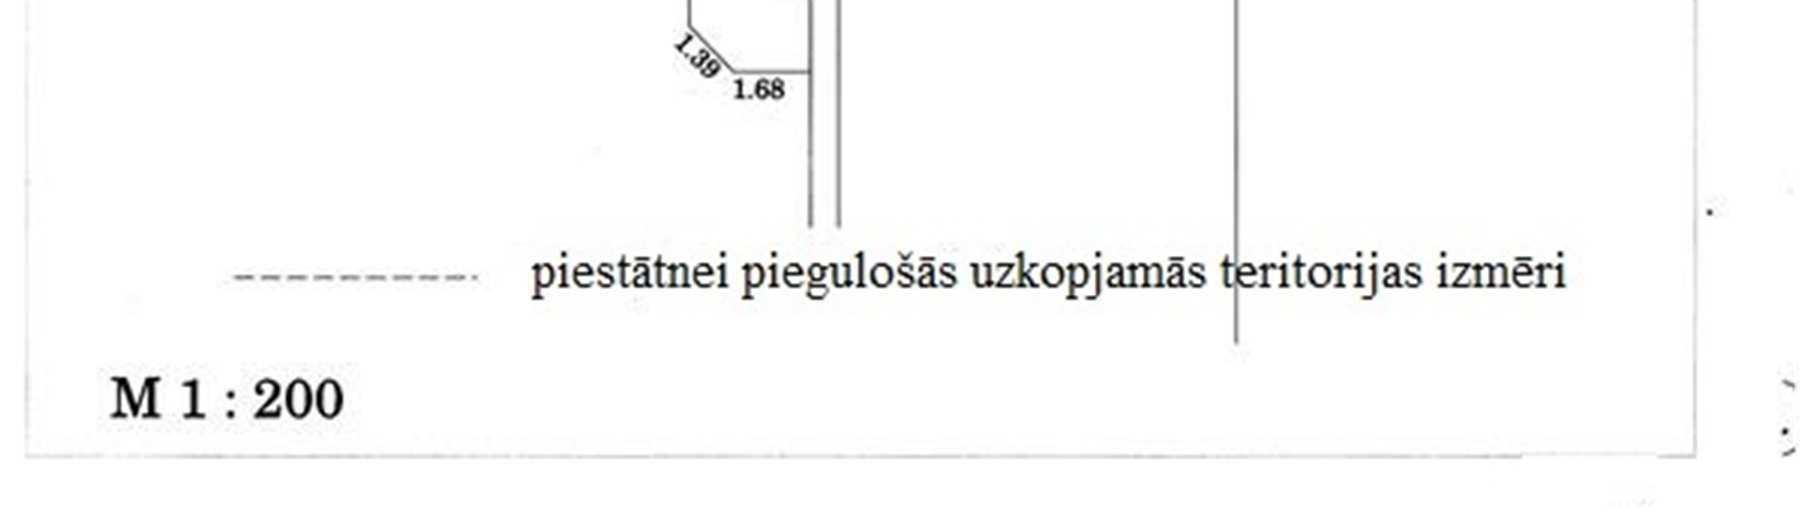 1.39
1.68
piestātnei piegulošās uzkopjamās teritorijas izmēri
M 1 : 200